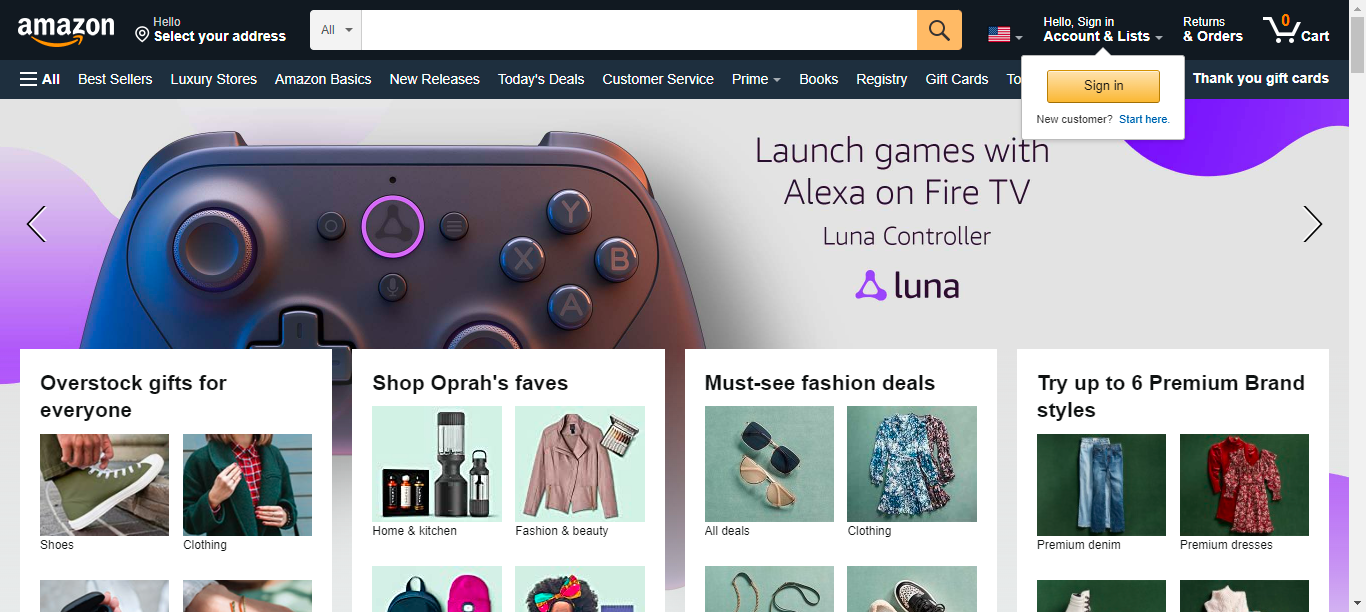 amazon
Hello
Select your address
All
Hello, Sign in
Account & Lists
Returns
& Orders
0
Cart
All
Best Sellers
Luxury Stores
Amazon Basics
New Releases
Today's Deals
Customer Service
Prime
Books
Registry
Gift Cards
To
Thank you gift cards
Sign in
New customer? Start here.
Launch games with
Alexa on Fire TV
Luna Controller
luna
Y
X
B
A
Overstock gifts for
everyone
Shoes
Clothing
Shop Oprah's faves
Home & kitchen
Fashion & beauty
Must-see fashion deals
All deals
Clothing
Try up to 6 Premium Brand
styles
Premium denim
Premium dresses